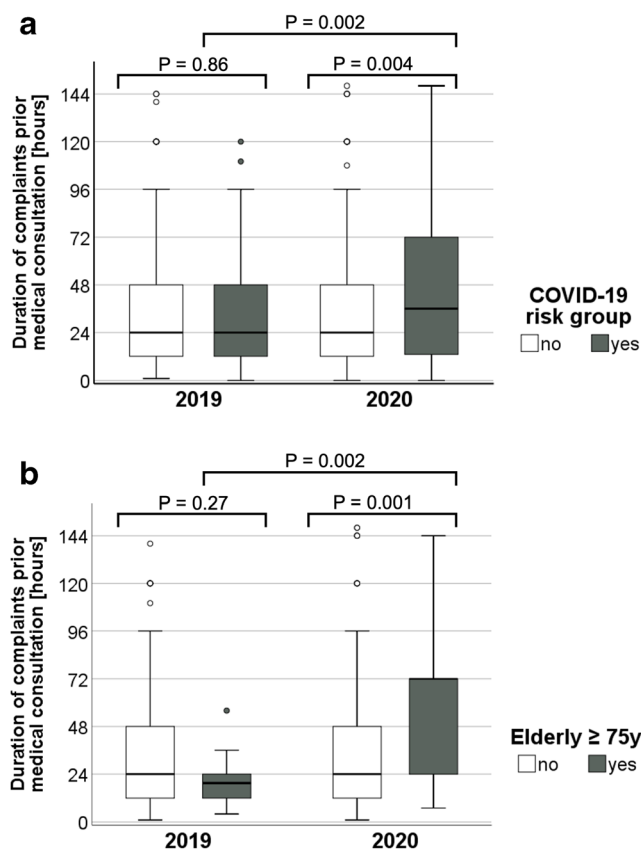 a
P = 0.002
P = 0.86
P = 0.004
Duration of complaints prior
medical consultation [hours]
144
120
96
72
48
24
0
2019
2020
COVID-19
risk group
no
yes
b
P = 0.002
P = 0.27
P = 0.001
Duration of complaints prior
medical consultation [hours]
144
120
96
72
48
24
0
2019
2020
Elderly ≥ 75y
no
yes